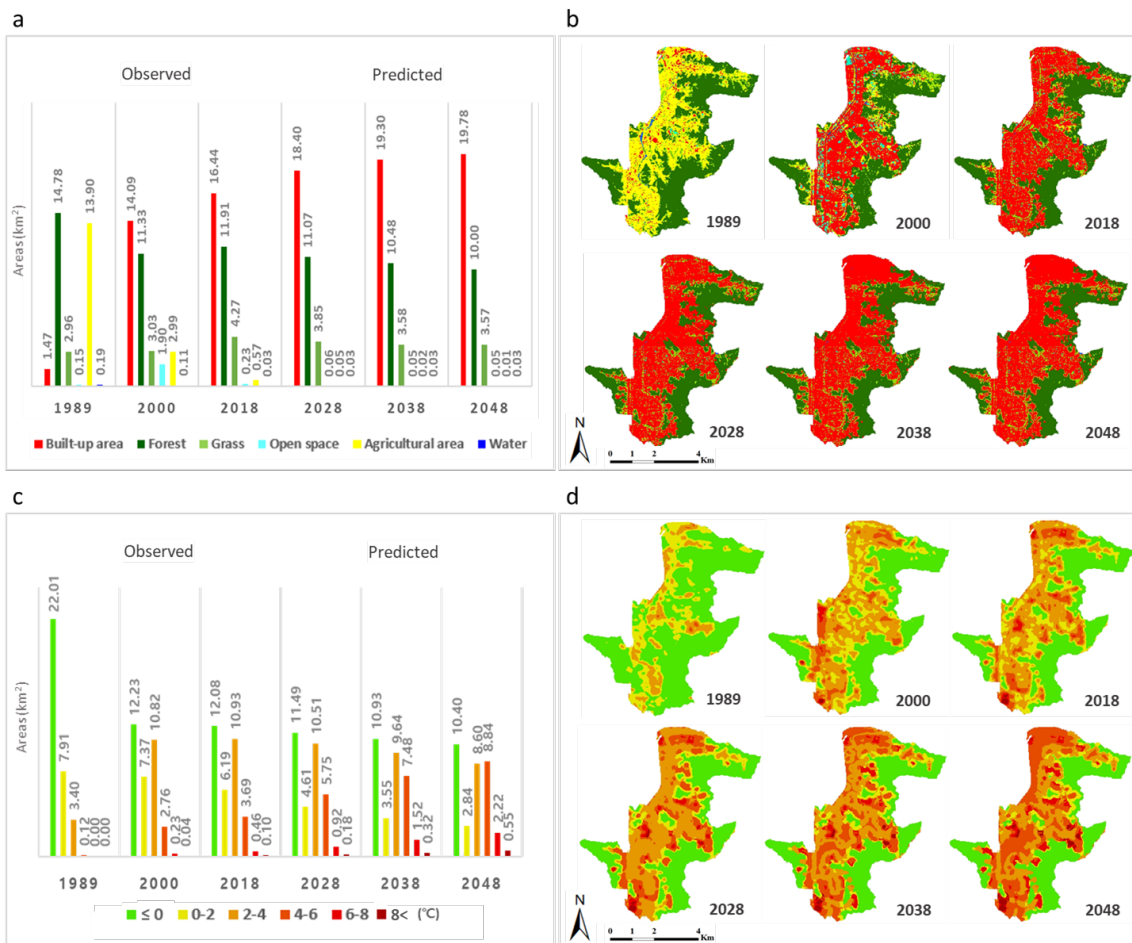 a
Observed Predicted
Areas(km²)
1.47 14.78 2.96 0.15 13.90 0.19
14.09 11.33 3.03 1.90 2.99 0.11
16.44 11.91 4.27 0.23 0.57 0.03
18.40 11.07 3.85 0.06 0.05 0.03
19.30 10.48 3.58 0.05 0.02 0.03
19.78 10.00 3.57 0.05 0.01 0.03
1989 2000 2018 2028 2038 2048
Built-up area Forest Grass Open space Agricultural area Water
b
1989 2000 2018
2028 2038 2048
N
0 1 2 4
Km
c
Observed Predicted
Areas(km²)
22.01 7.91 3.40 0.12 0.00 0.00
12.23 7.37 10.82 2.76 0.23 0.04
12.08 6.19 10.93 3.69 0.46 0.10
11.49 4.61 10.51 5.75 0.92 0.18
10.93 3.55 9.64 7.48 1.52 0.32
10.40 2.84 8.60 8.84 2.22 0.55
1989 2000 2018 2028 2038 2048
≤ 0 0-2 2-4 4-6 6-8 8< (℃)
d
1989 2000 2018
2028 2038 2048
N
0 1 2 4
Km